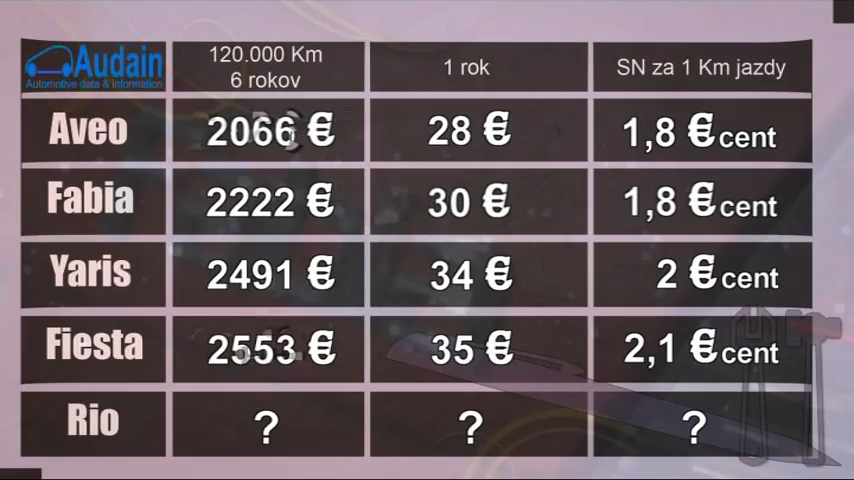 Audain
Automotive data & information
120.000 Km
6 rokov
1 rok
SN za 1 Km jazdy
Aveo 2066 € 28 € 1,8 € cent
Fabia 2222 € 30 € 1,8 € cent
Yaris 2491 € 34 € 2 € cent
Fiesta 2553 € 35 € 2,1 € cent
Rio ? ? ?